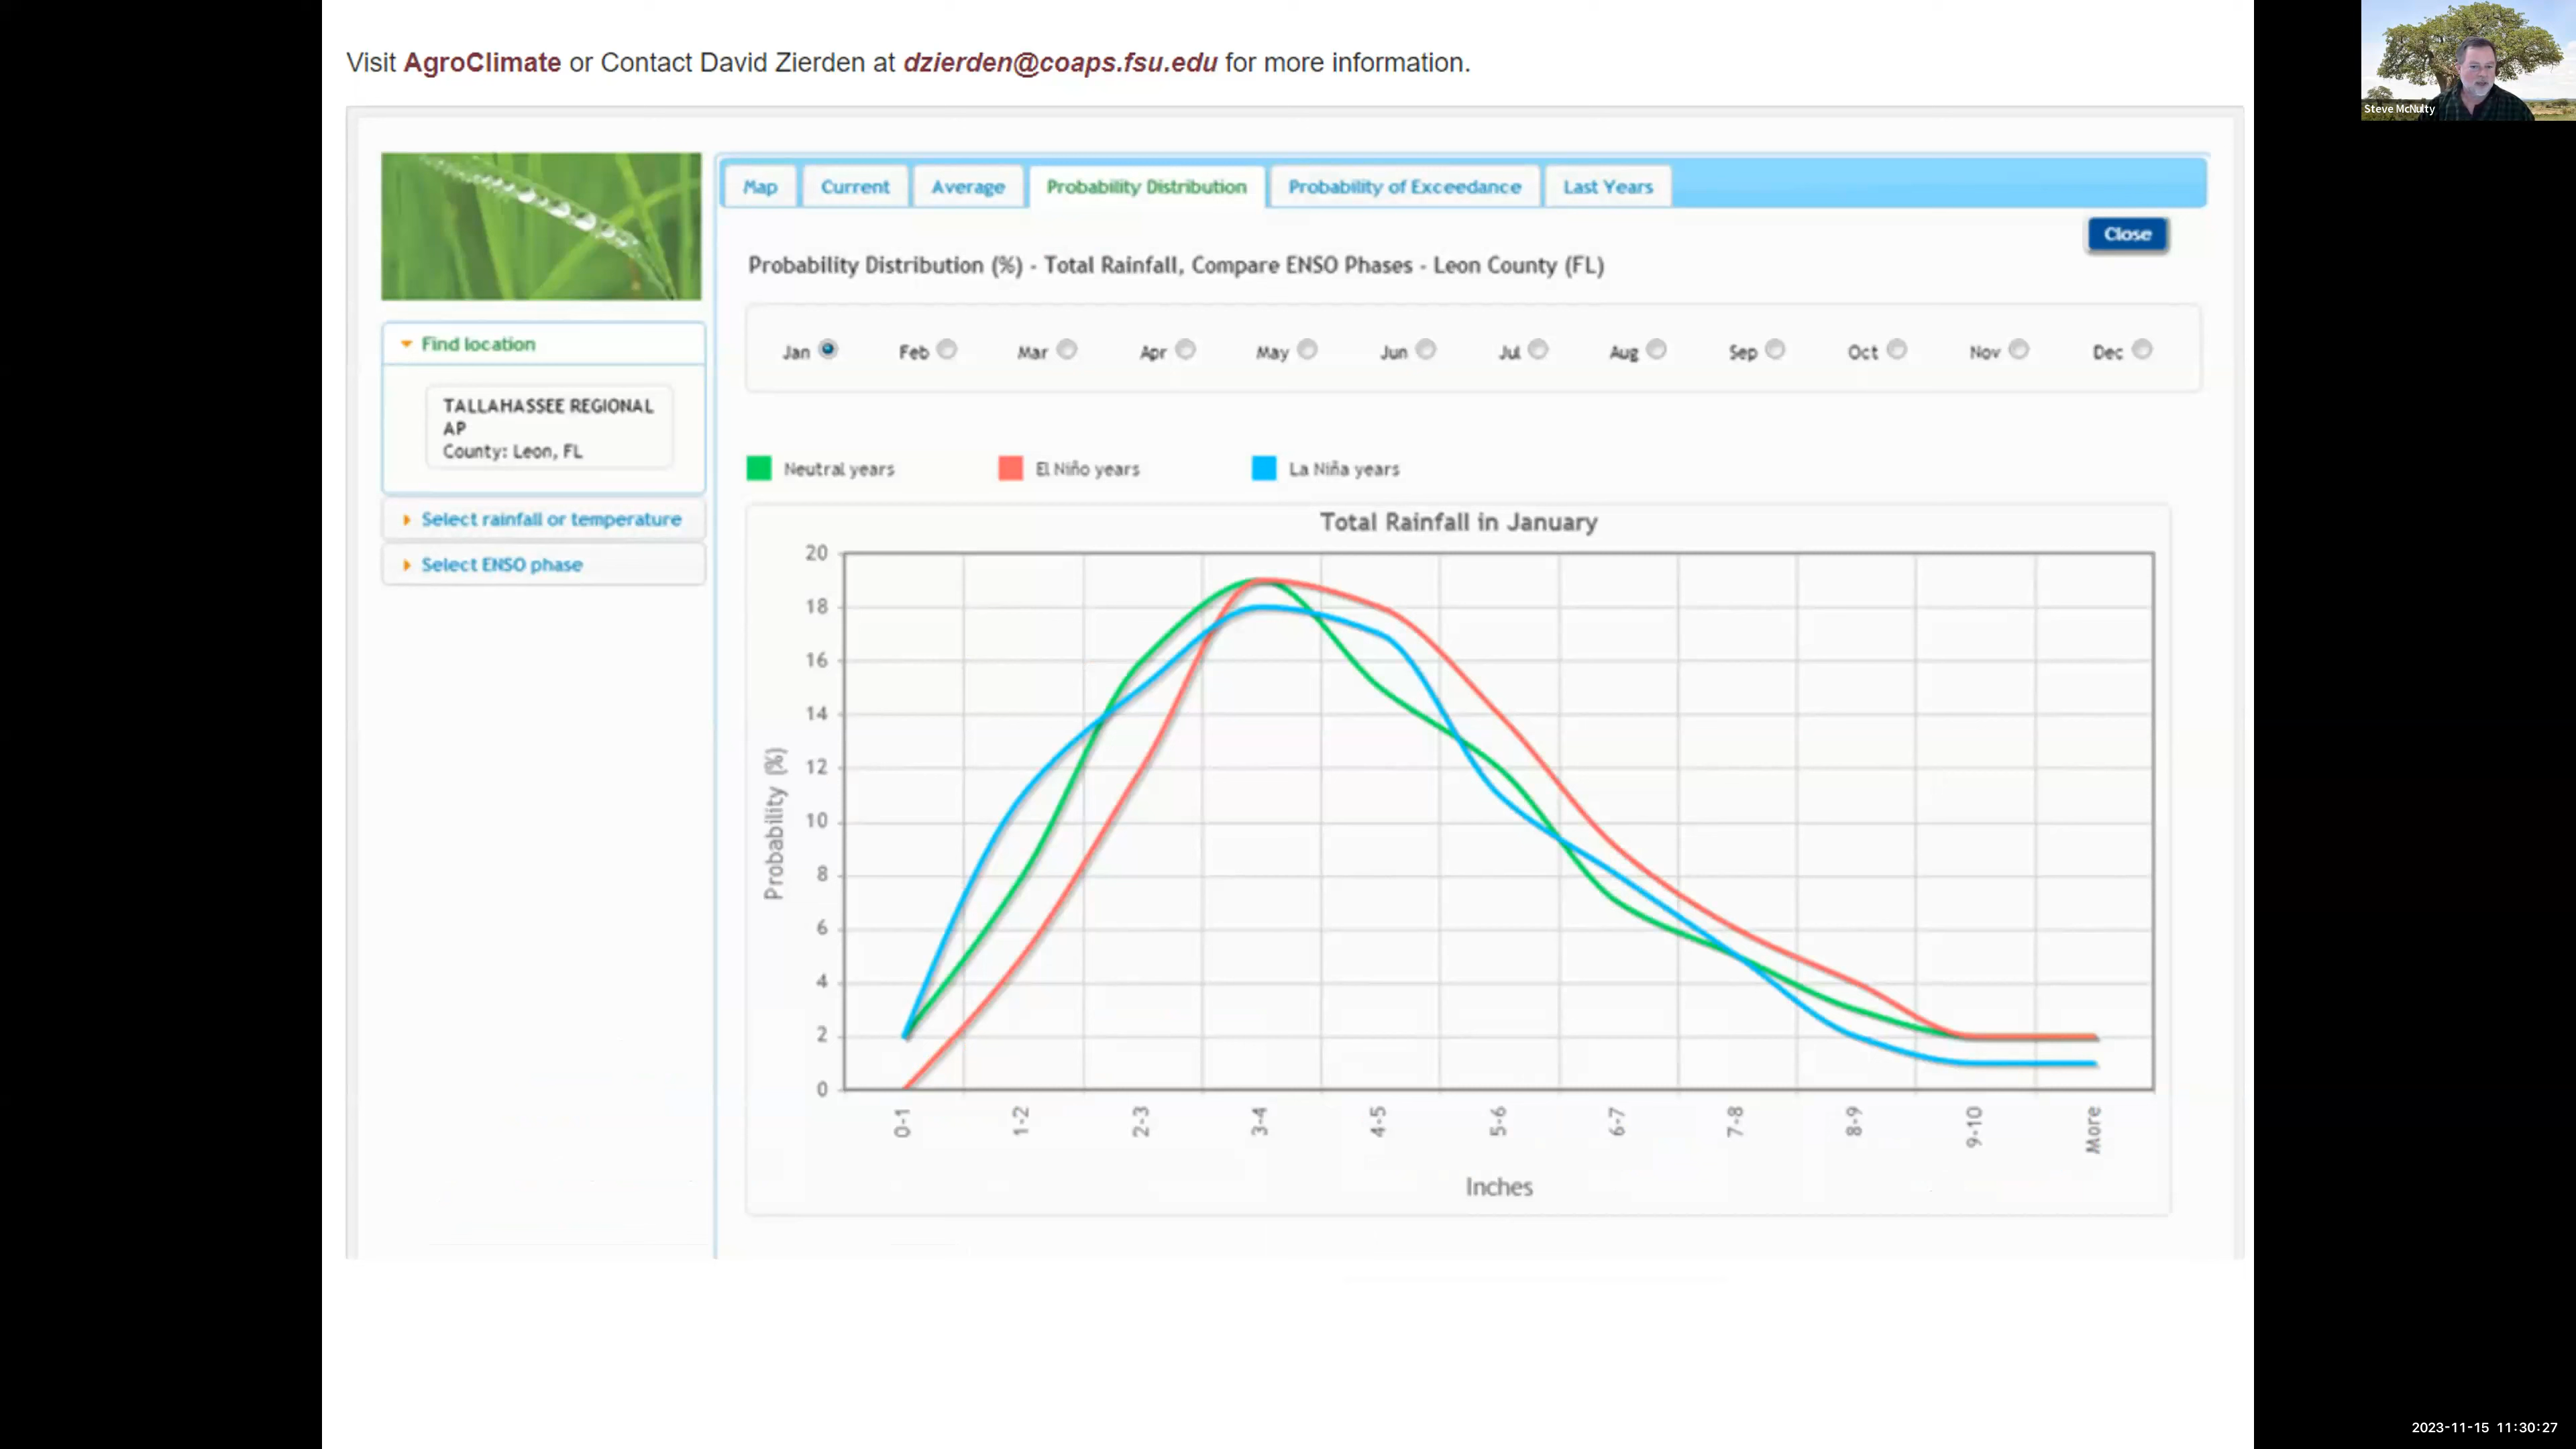 Visit AgroClimate or Contact David Zierden at dzierden@coaps.fsu.edu for more information.
Steve McNulty
Map Current Average Probability Distribution Probability of Exceedance Last Years
Close
Probability Distribution (%) - Total Rainfall, Compare ENSO Phases - Leon County (FL)
Find location
TALLAHASSEE REGIONAL
AP
County: Leon, FL
Select rainfall or temperature
Select ENSO phase
Jan Feb Mar Apr May Jun Jul Aug Sep Oct Nov Dec
Neutral years El Niño years La Niña years
Total Rainfall in January
Probability (%)
20
18
16
14
12
10
8
6
4
2
0
0-1 1-2 2-3 3-4 4-5 5-6 6-7 7-8 8-9 9-10 More
Inches
2023-11-15 11:30:27